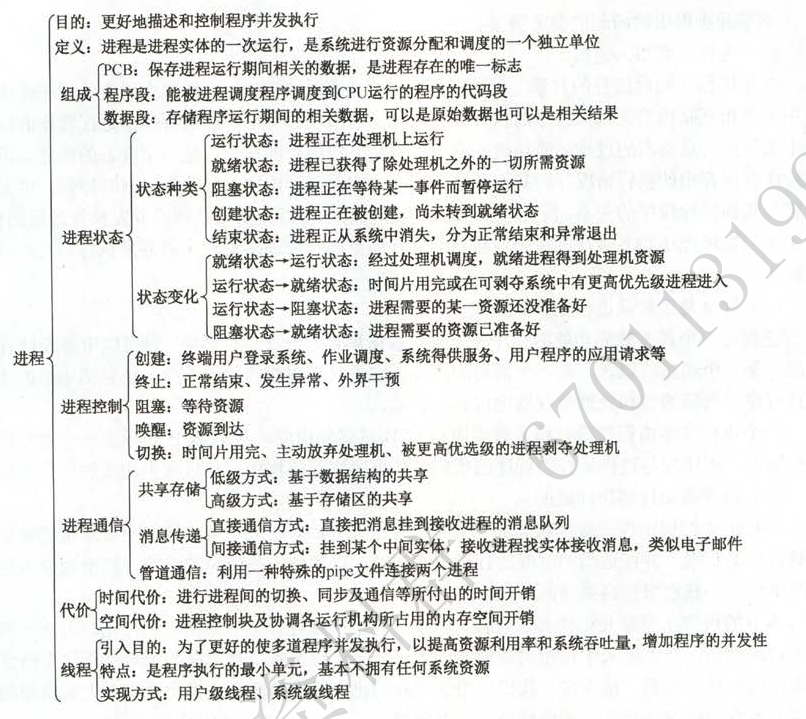 目的：更好地描述和控制程序并发执行
定义：进程是进程实体的一次运行，是系统进行资源分配和调度的一个独立单位
组成
PCB：保存进程运行期间相关的数据，是进程存在的唯一标志
程序段：能被进程调度程序调度到CPU运行的程序的代码段
数据段：存储程序运行期间的相关数据，可以是原始数据也可以是相关结果
进程状态
状态种类
运行状态：进程正在处理机上运行
就绪状态：进程已获得了除处理机之外的一切所需资源
阻塞状态：进程正在等待某一事件而暂停运行
创建状态：进程正在被创建，尚未转到就绪状态
结束状态：进程正从系统中消失，分为正常结束和异常退出
状态变化
就绪状态→运行状态：经过处理机调度，就绪进程得到处理机资源
运行状态→就绪状态：时间片用完或在可剥夺系统中有更高优先级进程进入
运行状态→阻塞状态：进程需要的某一资源还没准备好
阻塞状态→就绪状态：进程需要的资源已准备好
进程
进程控制
创建：终端用户登录系统、作业调度、系统得供服务、用户程序的应用请求等
终止：正常结束、发生异常、外界干预
阻塞：等待资源
唤醒：资源到达
切换：时间片用完、主动放弃处理机、被更高优选级的进程剥夺处理机
进程通信
共享存储
低级方式：基于数据结构的共享
高级方式：基于存储区的共享
消息传递
直接通信方式：直接把消息挂到接收进程的消息队列
间接通信方式：挂到某个中间实体，接收进程找实体接收消息，类似电子邮件
管道通信：利用一种特殊的pipe文件连接两个进程
代价
时间代价：进行进程间的切换、同步及通信等所付出的时间开销
空间代价：进程控制块及协调各运行机构所占用的内存空间开销
线程
引入目的：为了更好的使多道程序并发执行，以提高资源利用率和系统吞吐量，增加程序的并发性
特点：是程序执行的最小单元，基本不拥有任何系统资源
实现方式：用户级线程、系统级线程